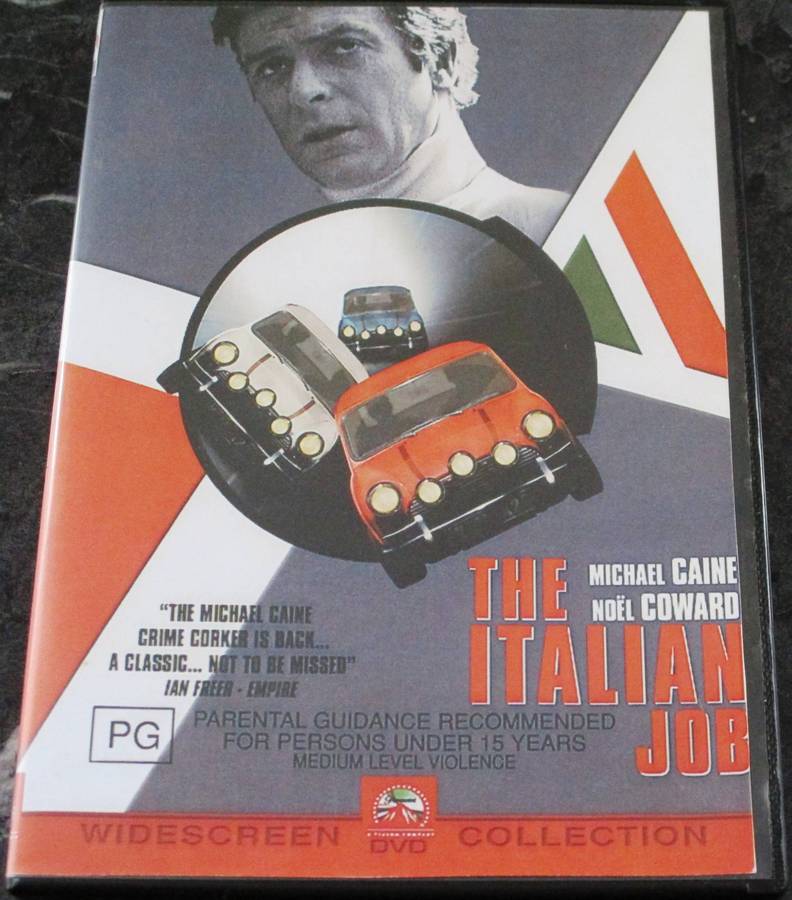 THE
MICHAEL CAINE
NOËL COWARD
ITALIAN
JOB
"THE MICHAEL CAINE
CRIME CORKER IS BACK...
A CLASSIC... NOT TO BE MISSED"
IAN FREER - EMPIRE
PG
PARENTAL GUIDANCE RECOMMENDED
FOR PERSONS UNDER 15 YEARS
MEDIUM LEVEL VIOLENCE
WIDESCREEN
Paramount
DVD
COLLECTION